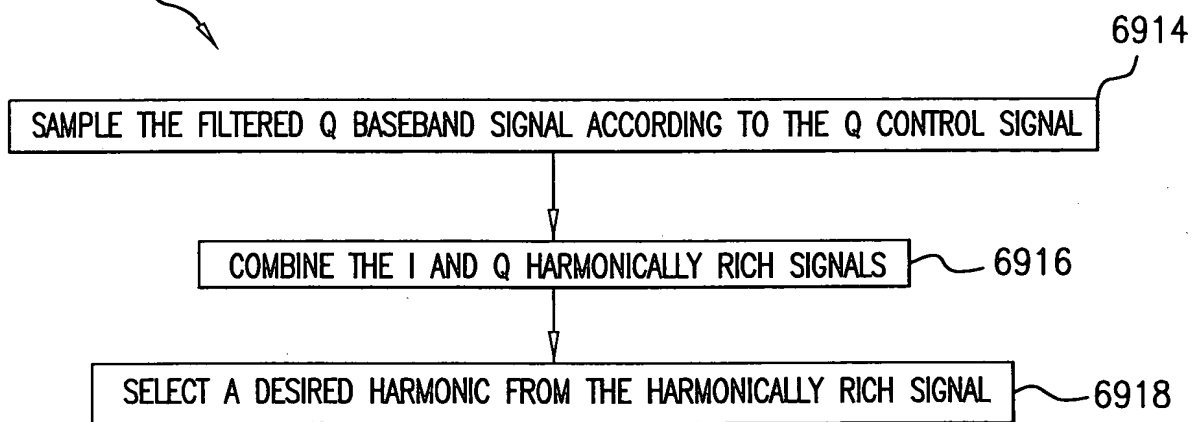 6914
SAMPLE THE FILTERED Q BASEBAND SIGNAL ACCORDING TO THE Q CONTROL SIGNAL
COMBINE THE I AND Q HARMONICALLY RICH SIGNALS
6916
SELECT A DESIRED HARMONIC FROM THE HARMONICALLY RICH SIGNAL
6918